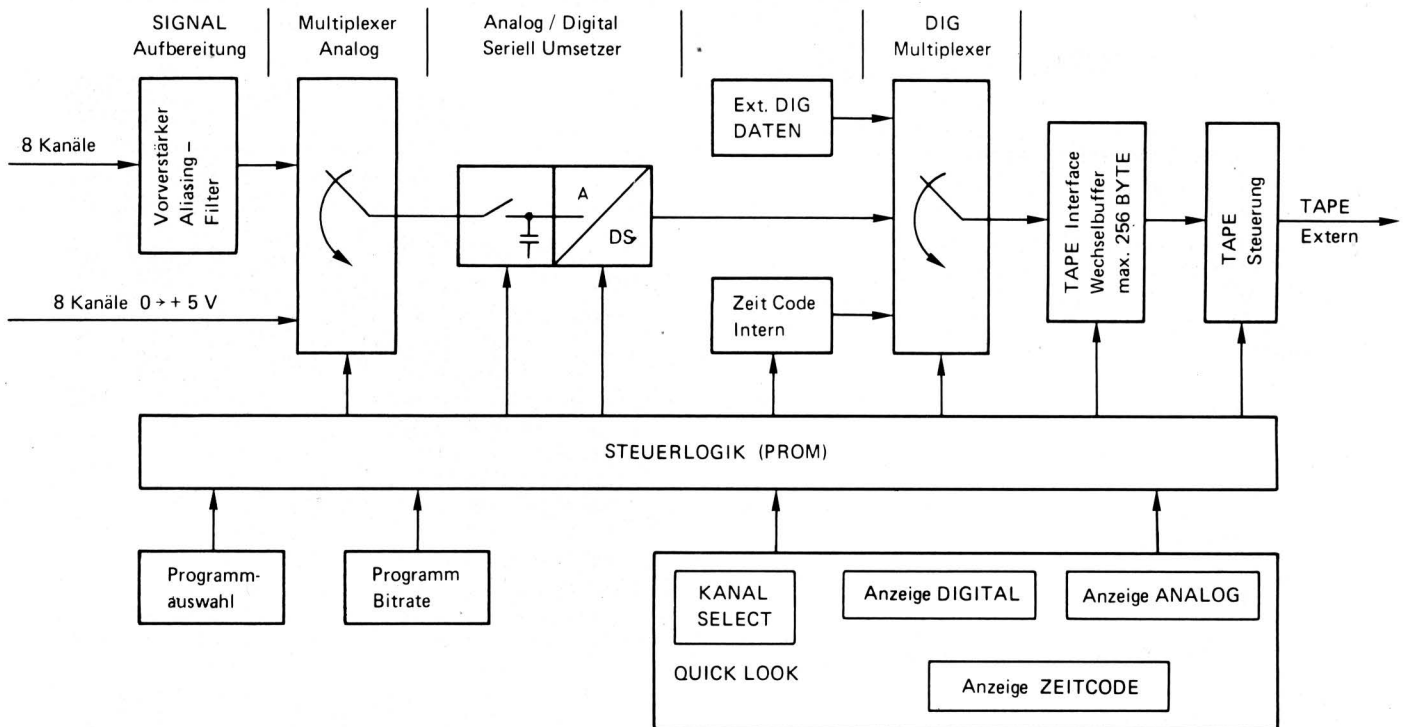 SIGNAL
Aufbereitung
Multiplexer
Analog
Analog / Digital
Seriell Umsetzer
DIG
Multiplexer
8 Kanäle
Vorverstärker
Aliasing –
Filter
8 Kanäle 0 → + 5 V
A
DS
Ext. DIG
DATEN
Zeit Code
Intern
TAPE Interface
Wechselbuffer
max. 256 BYTE
TAPE
Steuerung
TAPE
Extern
STEUERLOGIK (PROM)
Programm-
auswahl
Programm
Bitrate
KANAL
SELECT
Anzeige DIGITAL
Anzeige ANALOG
QUICK LOOK
Anzeige ZEITCODE